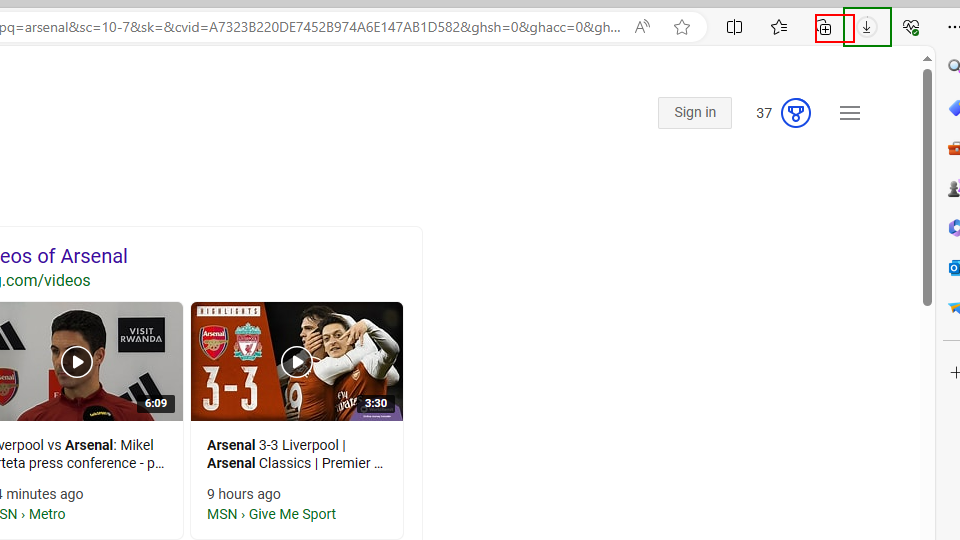 pq=arsenal&sc=10-7&sk=&cvid=A7323B220DE7452B974A6E147AB1D582&ghsh=0&ghacc=0&gh...
Sign in
37
eos of Arsenal
g.com/videos
VISIT
RWANDA
6:09
HIGHLIGHTS
Arsenal
3-3
3:30
verpool vs Arsenal: Mikel
rteta press conference - p...
4 minutes ago
SN › Metro
Arsenal 3-3 Liverpool |
Arsenal Classics | Premier ...
9 hours ago
MSN › Give Me Sport